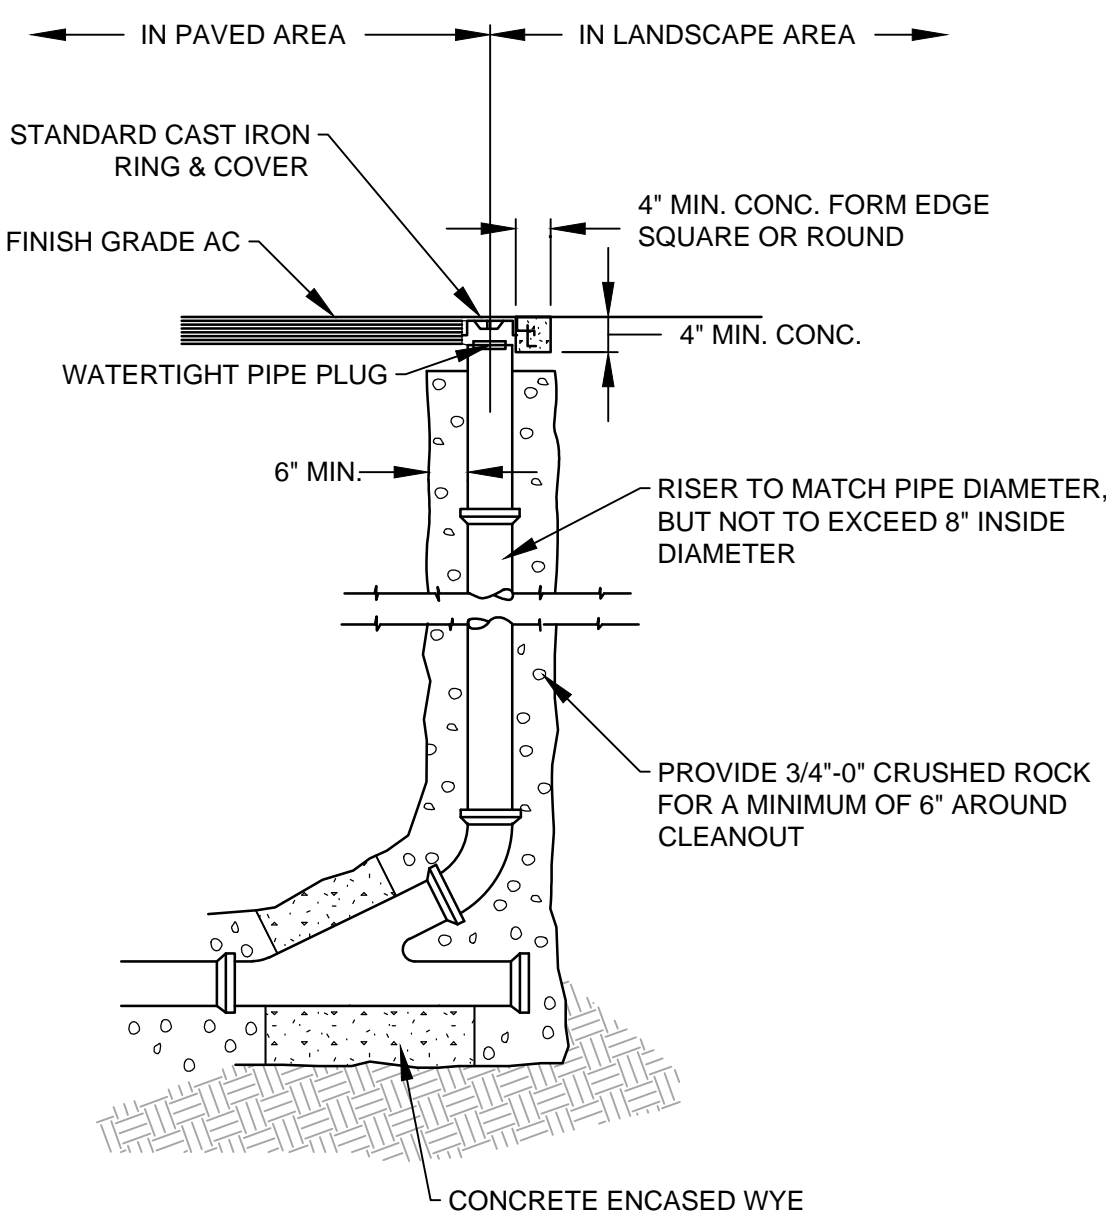 IN PAVED AREA
IN LANDSCAPE AREA
STANDARD CAST IRON
RING & COVER
4" MIN. CONC. FORM EDGE
SQUARE OR ROUND
FINISH GRADE AC
4" MIN. CONC.
WATERTIGHT PIPE PLUG
6" MIN.
RISER TO MATCH PIPE DIAMETER,
BUT NOT TO EXCEED 8" INSIDE
DIAMETER
PROVIDE 3/4"-0" CRUSHED ROCK
FOR A MINIMUM OF 6" AROUND
CLEANOUT
CONCRETE ENCASED WYE